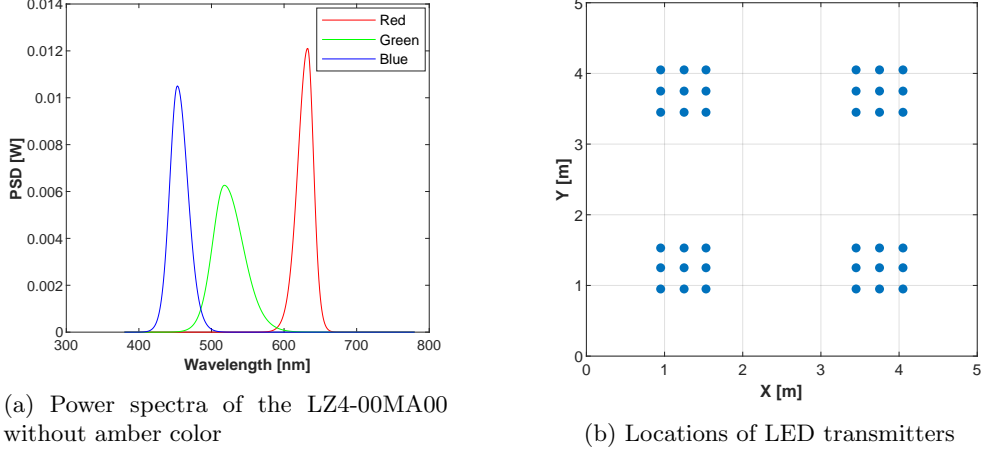 0.014
0.012
0.01
0.008
0.006
0.004
0.002
0
PSD [W]
Red
Green
Blue
300 400 500 600 700 800
Wavelength [nm]
(a) Power spectra of the LZ4-00MA00
without amber color
5
4
3
2
1
0
Y [m]
0 1 2 3 4 5
X [m]
(b) Locations of LED transmitters